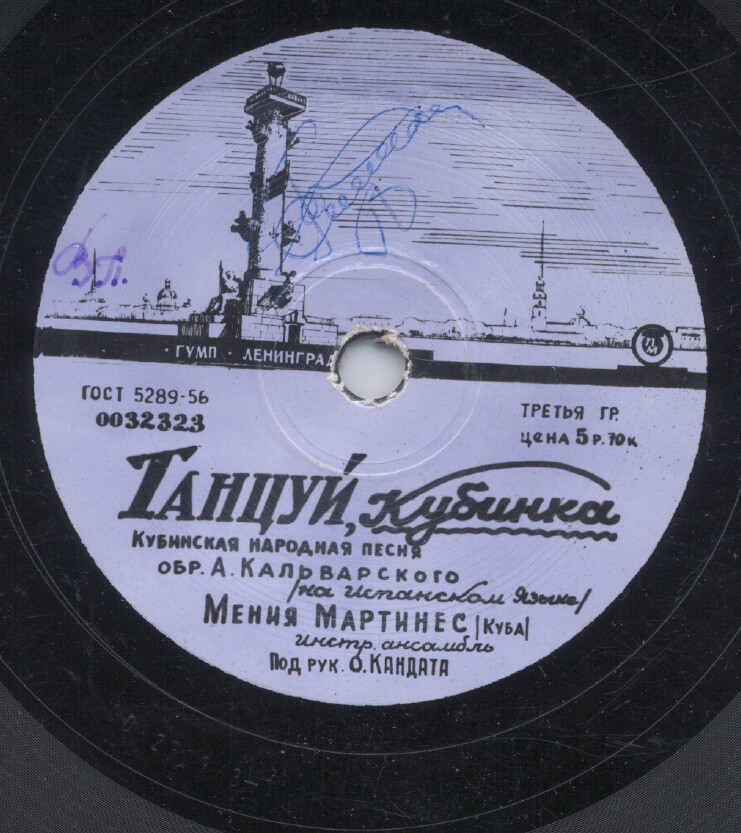 В.П.
· ГУМП · ЛЕНИНГРАД
ГОСТ 5289-56
0032323
ТРЕТЬЯ ГР.
ЦЕНА 5 Р. 70 К
ТАНЦУЙ, Кубинка
КУБИНСКАЯ НАРОДНАЯ ПЕСНЯ
ОБР. А. КАЛЬВАРСКОГО
/на испанском языке/
МЕНИЯ МАРТИНЕС /КУБА/
инстр. ансамбль
ПОД РУК. О. КАНДАТА